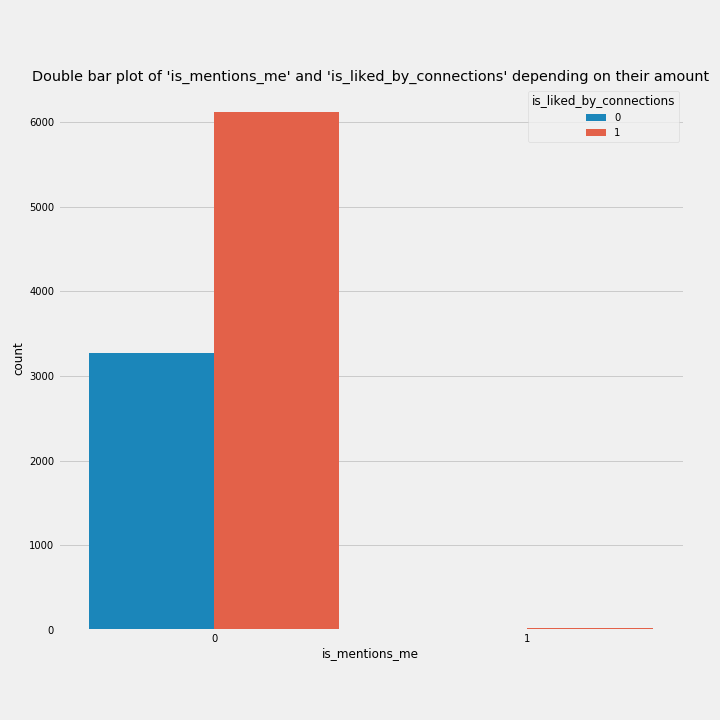 Double bar plot of 'is_mentions_me' and 'is_liked_by_connections' depending on their amount
is_liked_by_connections
0
1
6000
5000
4000
3000
2000
1000
0
count
0 1
is_mentions_me